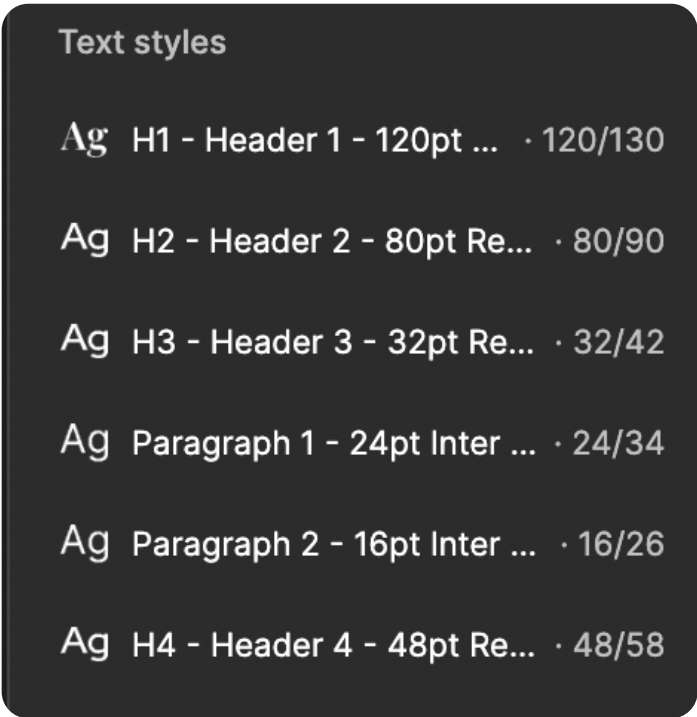 Text styles
Ag H1 - Header 1 - 120pt ... · 120/130
Ag H2 - Header 2 - 80pt Re... · 80/90
Ag H3 - Header 3 - 32pt Re... · 32/42
Ag Paragraph 1 - 24pt Inter ... · 24/34
Ag Paragraph 2 - 16pt Inter ... · 16/26
Ag H4 - Header 4 - 48pt Re... · 48/58